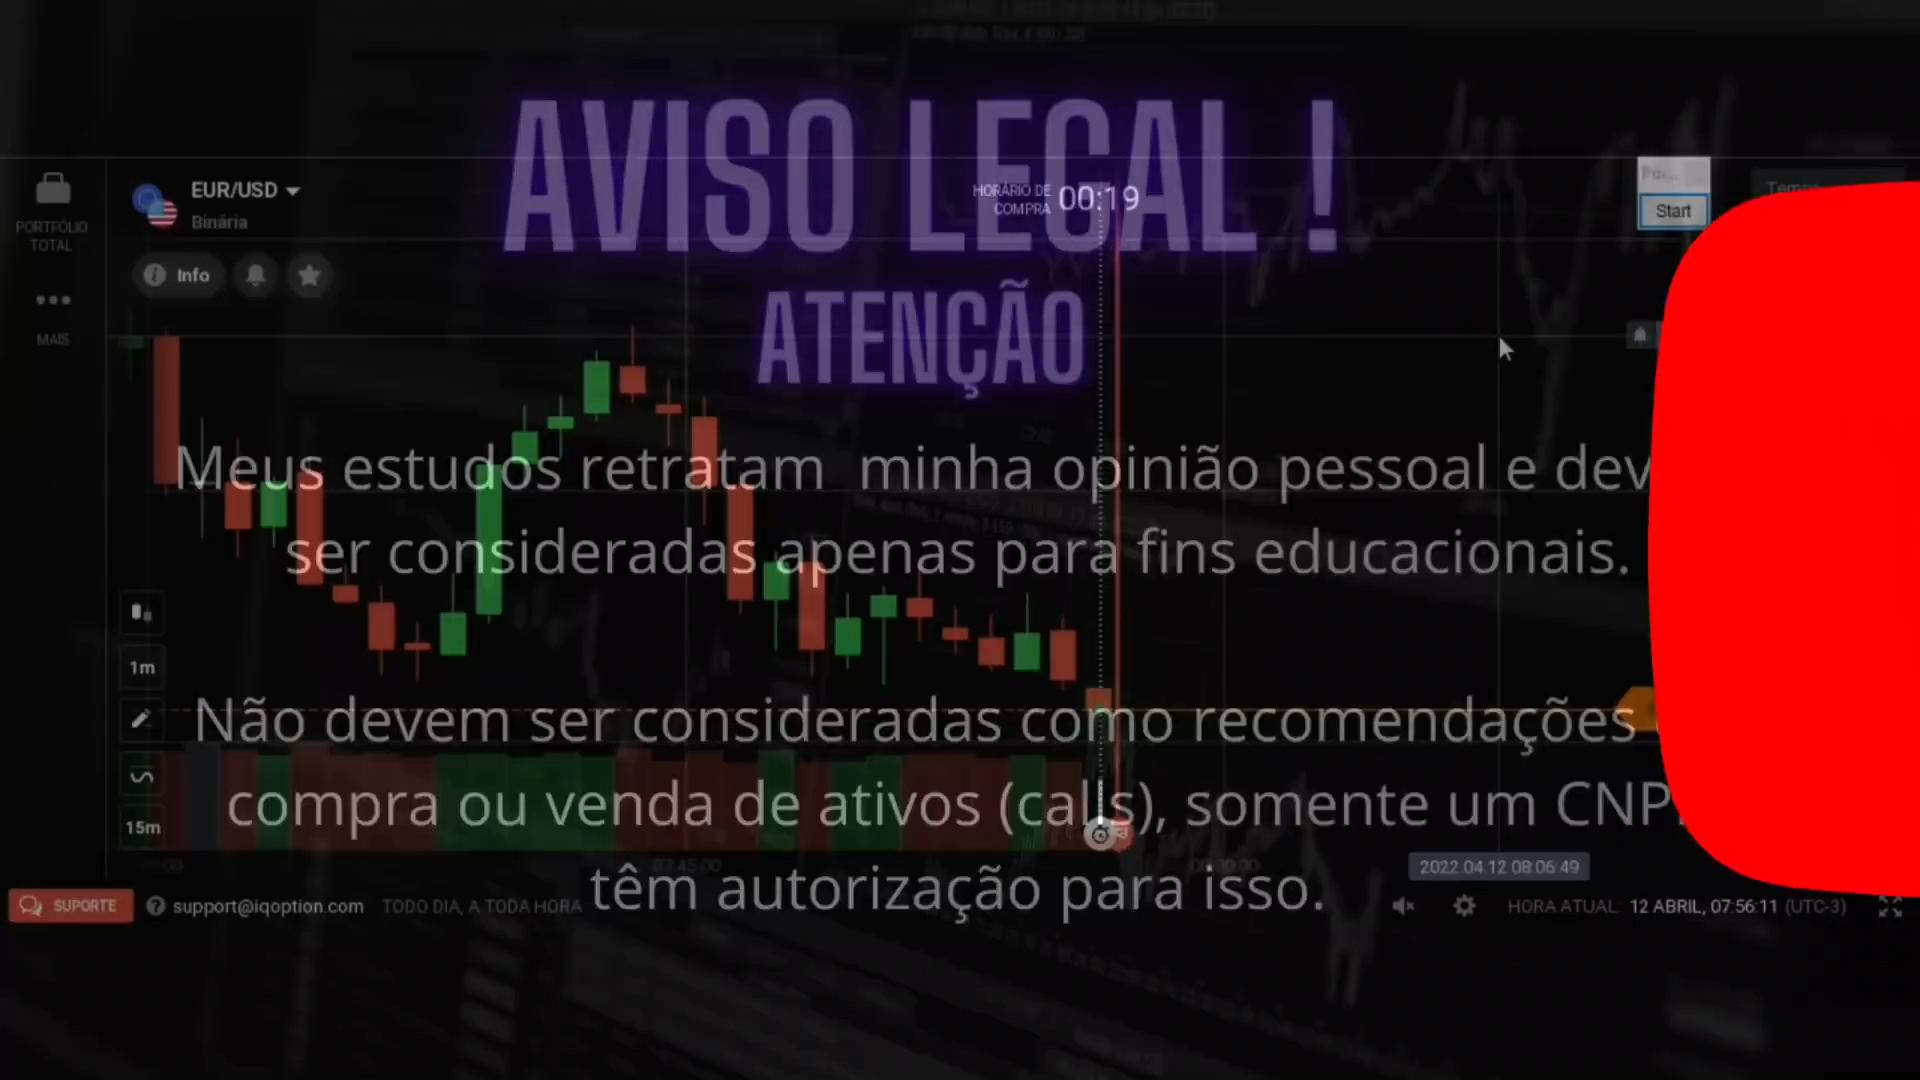 AVISO LEGAL !
EUR/USD
Binária
HORÁRIO DE
COMPRA
00:19
PORTFÓLIO
TOTAL
Start
Info
ATENÇÃO
MAIS
Meus estudos retratam minha opinião pessoal e dev
ser consideradas apenas para fins educacionais.
1m
Não devem ser consideradas como recomendações
compra ou venda de ativos (calls), somente um CNP
15m
07:45:00
2022.04.12 08:06:49
têm autorização para isso.
SUPORTE
support@iqoption.com
TODO DIA, A TODA HORA
HORA ATUAL: 12 ABRIL, 07:56:11 (UTC-3)